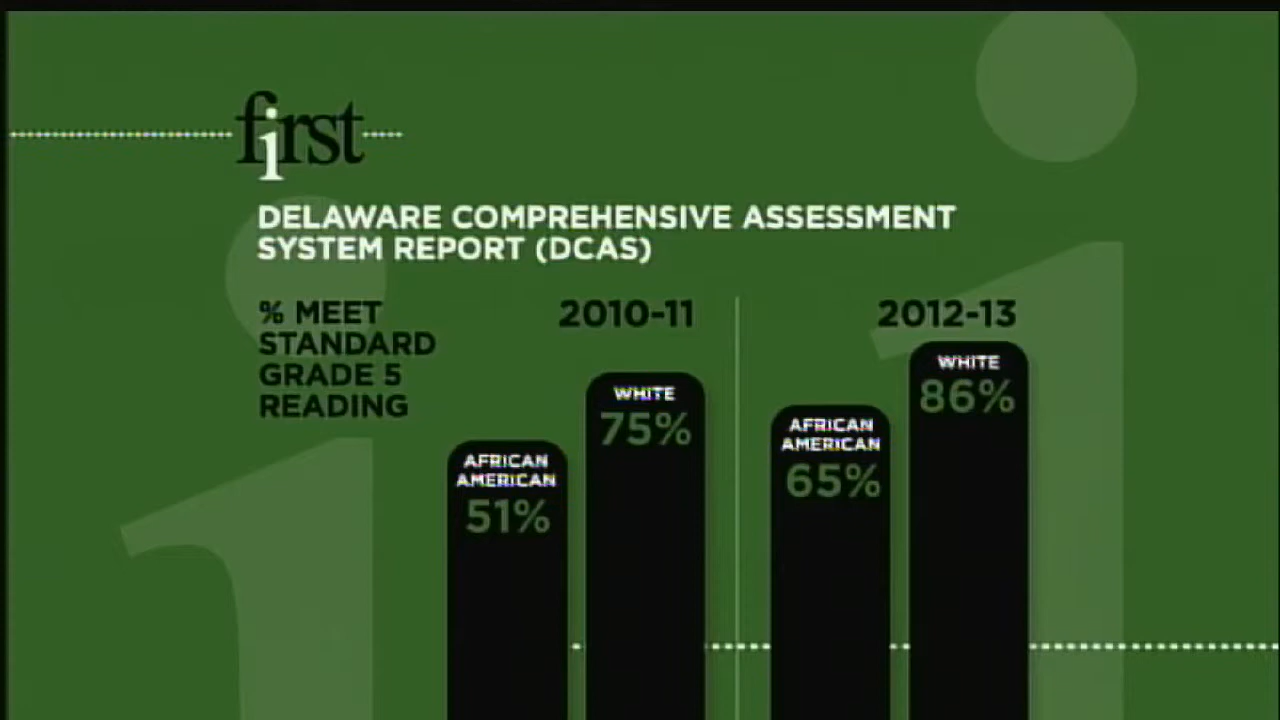 first
DELAWARE COMPREHENSIVE ASSESSMENT
SYSTEM REPORT (DCAS)
% MEET
STANDARD
GRADE 5
READING
2010-11
AFRICAN
AMERICAN
51%
WHITE
75%
2012-13
AFRICAN
AMERICAN
65%
WHITE
86%